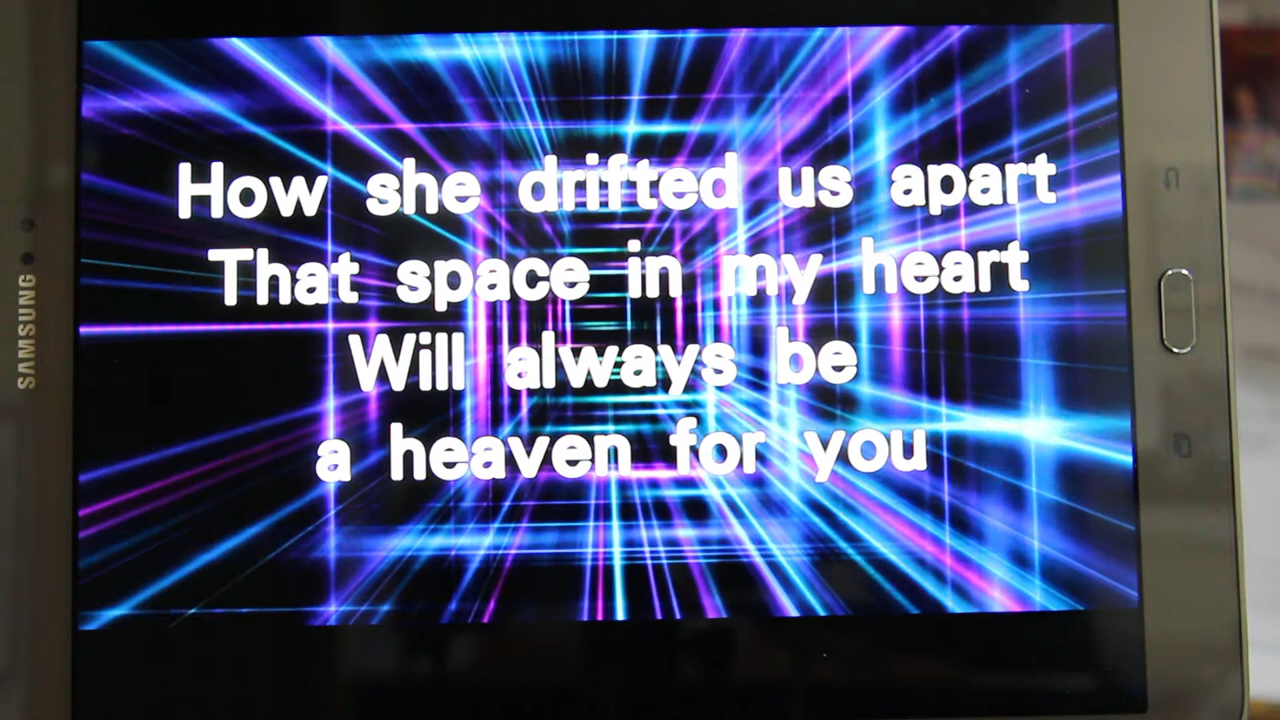 How she drifted us apart
That space in my heart
Will always be
a heaven for you
SAMSUNG